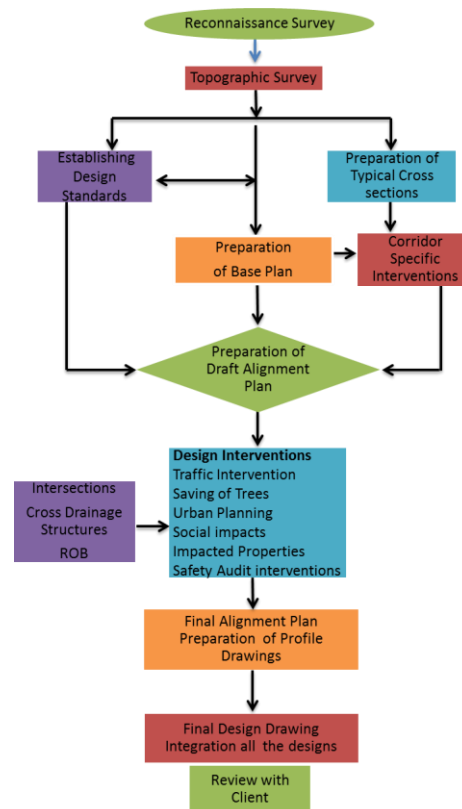 Reconnaissance Survey
Topographic Survey
Establishing
Design
Standards
Preparation of
Typical Cross
sections
Preparation
of Base Plan
Corridor
Specific
Interventions
Preparation of
Draft Alignment
Plan
Design Interventions
Traffic Intervention
Saving of Trees
Urban Planning
Social impacts
Impacted Properties
Safety Audit interventions
Intersections
Cross Drainage
Structures
ROB
Final Alignment Plan
Preparation of Profile
Drawings
Final Design Drawing
Integration all the designs
Review with
Client